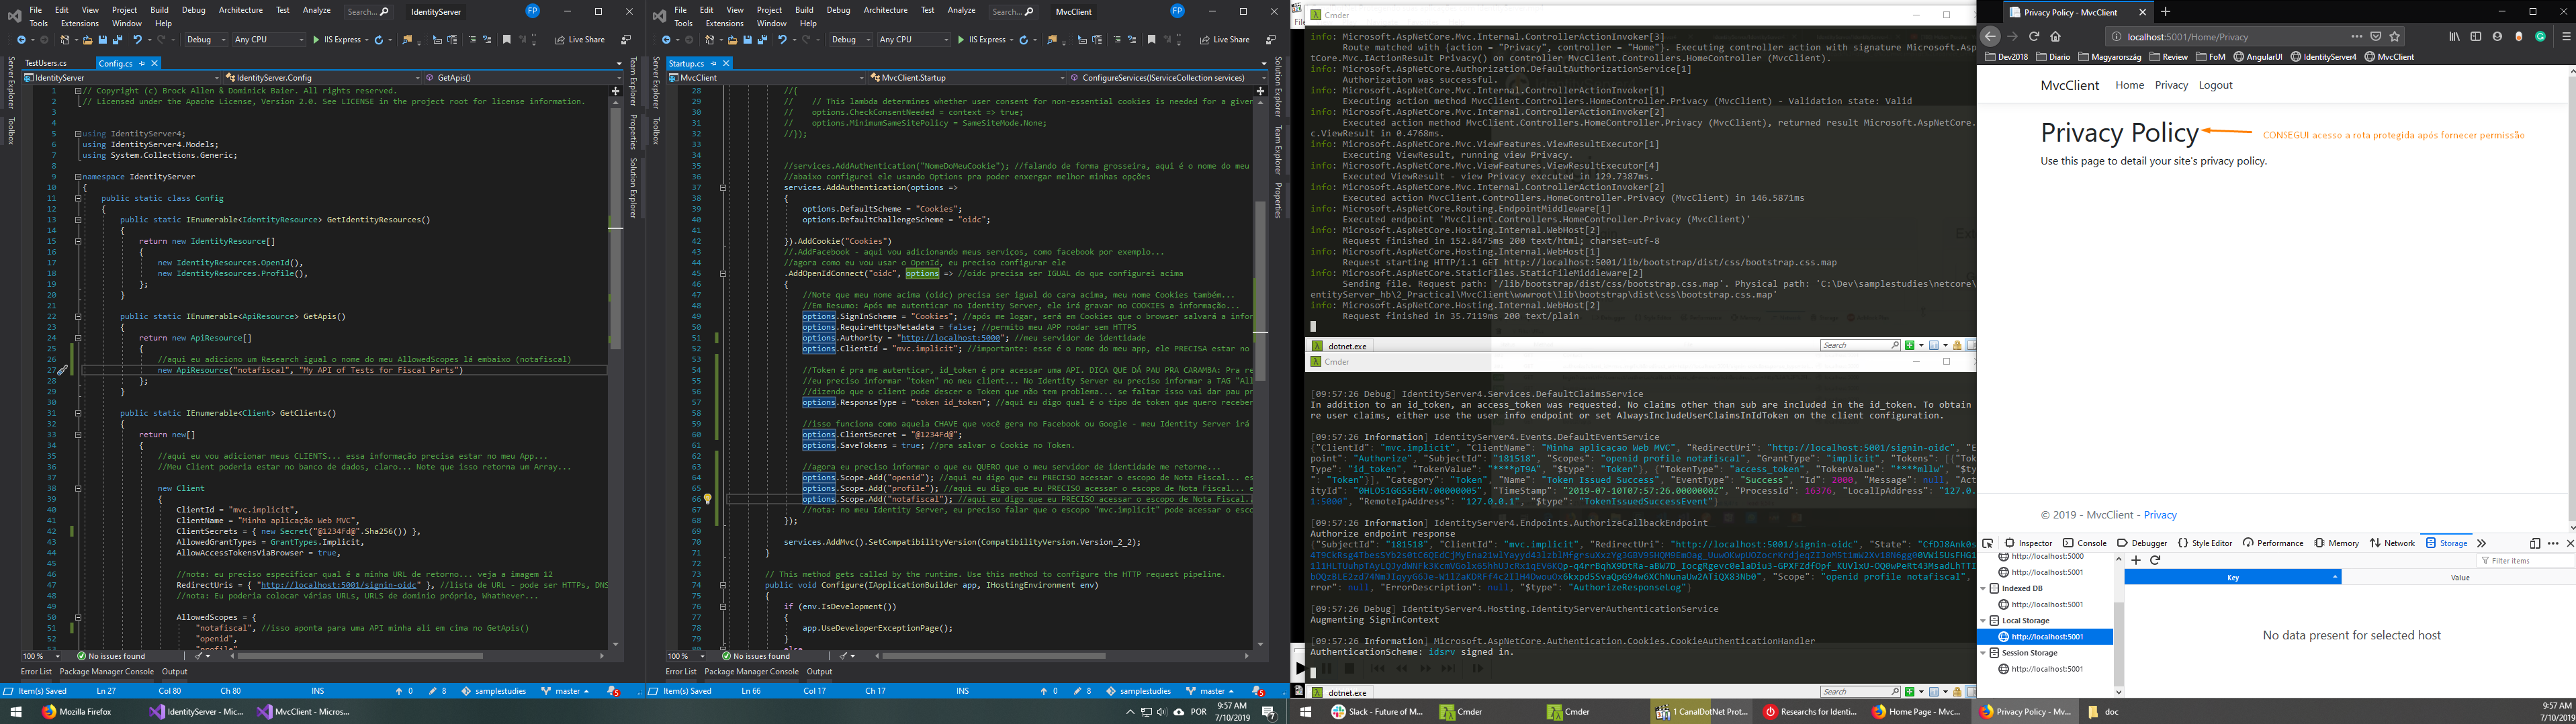 File Edit View Project Build Debug Architecture Test Analyze Search... IdentityServer FP
Tools Extensions Window Help
Debug Any CPU IIS Express Live Share
TestUsers.cs Config.cs
IdentityServer IdentityServer.Config GetApis()
Server Explorer
Toolbox
1 // Copyright (c) Brock Allen & Dominick Baier. All rights reserved.
2 // Licensed under the Apache License, Version 2.0. See LICENSE in the project root for license information.
3
4
5 using IdentityServer4;
6 using IdentityServer4.Models;
7 using System.Collections.Generic;
8
9 namespace IdentityServer
10 {
11 public static class Config
12 {
13 public static IEnumerable<IdentityResource> GetIdentityResources()
14 {
15 return new IdentityResource[]
16 {
17 new IdentityResources.OpenId(),
18 new IdentityResources.Profile(),
19 };
20 }
21
22 public static IEnumerable<ApiResource> GetApis()
23 {
24 return new ApiResource[]
25 {
26 //aqui eu adiciono um Research igual o nome do meu AllowedScopes lá embaixo (notafiscal)
27 new ApiResource("notafiscal", "My API of Tests for Fiscal Parts")
28 };
29 }
30
31 public static IEnumerable<Client> GetClients()
32 {
33 return new[]
34 {
35 //aqui eu vou adicionar meus CLIENTS... essa informação precisa estar no meu App...
36 //Meu Client poderia estar no banco de dados, claro... Note que isso retorna um Array...
37
38 new Client
39 {
40 ClientId = "mvc.implicit",
41 ClientName = "Minha aplicação Web MVC",
42 ClientSecrets = { new Secret("@1234Fd@".Sha256()) },
43 AllowedGrantTypes = GrantTypes.Implicit,
44 AllowAccessTokensViaBrowser = true,
45
46 //nota: eu preciso especificar qual é a minha URL de retorno... veja a imagem 12
47 RedirectUris = { "http://localhost:5001/signin-oidc" }, //lista de URL - pode ser HTTPs, DNS
48 //nota: Eu poderia colocar várias URLs, URLS de domínio próprio, Whatever...
49
50 AllowedScopes = {
51 "notafiscal", //isso aponta para uma API minha ali em cima no GetApis()
52 "openid",
53 "profile"
Team Explorer
Properties
Solution Explorer
100 % No issues found
Error List Package Manager Console Output
Item(s) Saved Ln 27 Col 80 Ch 80 INS 0 8 samplestudies master 5
File Edit View Project Build Debug Architecture Test Analyze Search... MvcClient FP
Tools Extensions Window Help
Debug Any CPU IIS Express Live Share
Startup.cs
MvcClient MvcClient.Startup ConfigureServices(IServiceCollection services)
Server Explorer
Toolbox
28 //{
29 // // This lambda determines whether user consent for non-essential cookies is needed for a given
30 // options.CheckConsentNeeded = context => true;
31 // options.MinimumSameSitePolicy = SameSiteMode.None;
32 //});
33
34
35 //services.AddAuthentication("NomeDoMeuCookie"); //falando de forma grosseira, aqui é o nome do meu
36 //abaixo configurei ele usando Options pra poder enxergar melhor minhas opções
37 services.AddAuthentication(options =>
38 {
39 options.DefaultScheme = "Cookies";
40 options.DefaultChallengeScheme = "oidc";
41
42 }).AddCookie("Cookies")
43 //.AddFacebook - aqui vou adicionando meus serviços, como facebook por exemplo...
44 //agora como eu vou usar o OpenId, eu preciso configurar ele
45 .AddOpenIdConnect("oidc", options => //oidc precisa ser IGUAL do que configurei acima
46 {
47 //Note que meu nome acima (oidc) precisa ser igual do cara acima, meu nome Cookies também...
48 //Em Resumo: Após me autenticar no Identity Server, ele irá gravar no COOKIES a informação...
49 options.SignInScheme = "Cookies"; //após me logar, será em Cookies que o browser salvará a infor
50 options.RequireHttpsMetadata = false; //permito meu APP rodar sem HTTPS
51 options.Authority = "http://localhost:5000"; //meu servidor de identidade
52 options.ClientId = "mvc.implicit"; //importante: esse é o nome do meu app, ele PRECISA estar no
53
54 //Token é pra me autenticar, id_token é pra acessar uma API. DICA QUE DÁ PAU PRA CARAMBA: Pra re
55 //eu preciso informar "token" no meu client... No Identity Server eu preciso informar a TAG "All
56 //dizendo que o client pode descer o Token que não tem problema... se faltar isso vai dar pau pr
57 options.ResponseType = "token id_token"; //aqui eu digo qual é o tipo de token que quero receber
58
59 //isso funciona como aquela CHAVE que você gera no Facebook ou Google - meu Identity Server irá
60 options.ClientSecret = "@1234Fd@";
61 options.SaveTokens = true; //pra salvar o Cookie no Token.
62
63 //agora eu preciso informar o que eu QUERO que o meu servidor de identidade me retorne...
64 options.Scope.Add("openid"); //aqui eu digo que eu PRECISO acessar o escopo de Nota Fiscal... es
65 options.Scope.Add("profile"); //aqui eu digo que eu PRECISO acessar o escopo de Nota Fiscal... e
66 options.Scope.Add("notafiscal"); //aqui eu digo que eu PRECISO acessar o escopo de Nota Fiscal..
67 //nota: no meu Identity Server, eu preciso falar que o escopo "mvc.implicit" pode acessar o esco
68 });
69
70 services.AddMvc().SetCompatibilityVersion(CompatibilityVersion.Version_2_2);
71 }
72
73 // This method gets called by the runtime. Use this method to configure the HTTP request pipeline.
74 public void Configure(IApplicationBuilder app, IHostingEnvironment env)
75 {
76 if (env.IsDevelopment())
77 {
78 app.UseDeveloperExceptionPage();
79 }
80 else
Solution Explorer
Team Explorer
Properties
100 % No issues found
Error List Package Manager Console Output
Item(s) Saved Ln 66 Col 17 Ch 17 INS 0 8 samplestudies master 5
Mozilla Firefox IdentityServer - Mic... MvcClient - Micros... POR 9:57 AM 7/10/2019 7
Cmder
info: Microsoft.AspNetCore.Mvc.Internal.ControllerActionInvoker[3]
Route matched with {action = "Privacy", controller = "Home"}. Executing controller action with signature Microsoft.Asp
tCore.Mvc.IActionResult Privacy() on controller MvcClient.Controllers.HomeController (MvcClient).
info: Microsoft.AspNetCore.Authorization.DefaultAuthorizationService[1]
Authorization was successful.
info: Microsoft.AspNetCore.Mvc.Internal.ControllerActionInvoker[1]
Executing action method MvcClient.Controllers.HomeController.Privacy (MvcClient) - Validation state: Valid
info: Microsoft.AspNetCore.Mvc.Internal.ControllerActionInvoker[2]
Executed action method MvcClient.Controllers.HomeController.Privacy (MvcClient), returned result Microsoft.AspNetCore.
c.ViewResult in 0.4768ms.
info: Microsoft.AspNetCore.Mvc.ViewFeatures.ViewResultExecutor[1]
Executing ViewResult, running view Privacy.
info: Microsoft.AspNetCore.Mvc.ViewFeatures.ViewResultExecutor[4]
Executed ViewResult - view Privacy executed in 129.7387ms.
info: Microsoft.AspNetCore.Mvc.Internal.ControllerActionInvoker[2]
Executed action MvcClient.Controllers.HomeController.Privacy (MvcClient) in 146.5871ms
info: Microsoft.AspNetCore.Routing.EndpointMiddleware[1]
Executed endpoint 'MvcClient.Controllers.HomeController.Privacy (MvcClient)'
info: Microsoft.AspNetCore.Hosting.Internal.WebHost[2]
Request finished in 152.8475ms 200 text/html; charset=utf-8
info: Microsoft.AspNetCore.Hosting.Internal.WebHost[1]
Request starting HTTP/1.1 GET http://localhost:5001/lib/bootstrap/dist/css/bootstrap.css.map
info: Microsoft.AspNetCore.StaticFiles.StaticFileMiddleware[2]
Sending file. Request path: '/lib/bootstrap/dist/css/bootstrap.css.map'. Physical path: 'C:\Dev\samplestudies\netcore\
entityServer_hb\2_Practical\MvcClient\wwwroot\lib\bootstrap\dist\css\bootstrap.css.map'
info: Microsoft.AspNetCore.Hosting.Internal.WebHost[2]
Request finished in 35.7119ms 200 text/plain
dotnet.exe Search
Cmder
[09:57:26 Debug] IdentityServer4.Services.DefaultClaimsService
In addition to an id_token, an access_token was requested. No claims other than sub are included in the id_token. To obtain
re user claims, either use the user info endpoint or set AlwaysIncludeUserClaimsInIdToken on the client configuration.
[09:57:26 Information] IdentityServer4.Events.DefaultEventService
{"ClientId": "mvc.implicit", "ClientName": "Minha aplicaçao Web MVC", "RedirectUri": "http://localhost:5001/signin-oidc", "E
point": "Authorize", "SubjectId": "181518", "Scopes": "openid profile notafiscal", "GrantType": "implicit", "Tokens": [{"Tok
Type": "id_token", "TokenValue": "****pT9A", "$type": "Token"}, {"TokenType": "access_token", "TokenValue": "****mllw", "$ty
": "Token"}], "Category": "Token", "Name": "Token Issued Success", "EventType": "Success", "Id": 2000, "Message": null, "Act
ityId": "0HLO51GGS5EHV:00000005", "TimeStamp": "2019-07-10T07:57:26.0000000Z", "ProcessId": 16376, "LocalIpAddress": "127.0.
1:5000", "RemoteIpAddress": "127.0.0.1", "$type": "TokenIssuedSuccessEvent"}
[09:57:26 Information] IdentityServer4.Endpoints.AuthorizeCallbackEndpoint
Authorize endpoint response
{"SubjectId": "181518", "ClientId": "mvc.implicit", "RedirectUri": "http://localhost:5001/signin-oidc", "State":
"Scope": "openid profile notafiscal",
rror": null, "ErrorDescription": null, "$type": "AuthorizeResponseLog"}
[09:57:26 Debug] IdentityServer4.Hosting.IdentityServerAuthenticationService
Augmenting SignInContext
[09:57:26 Information] Microsoft.AspNetCore.Authentication.Cookies.CookieAuthenticationHandler
AuthenticationScheme: idsrv signed in.
dotnet.exe Search
Slack - Future of M... Cmder Cmder 1 CanalDotNet Prot... Researchs for Identi... Home Page - Mvc... Privacy Policy - Mv... doc 9:57 AM 7/10/2019
Privacy Policy - MvcClient
localhost:5001/Home/Privacy
Dev2018 Diario Magyarország Review FoM AngularUI IdentityServer4 MvcClient
MvcClient Home Privacy Logout
Privacy Policy
CONSEGUI acesso a rota protegida após fornecer permissão
Use this page to detail your site's privacy policy.
© 2019 - MvcClient - Privacy
Inspector Console Debugger Style Editor Performance Memory Network Storage
http://localhost:5000
http://localhost:5001
Indexed DB
http://localhost:5001
Local Storage
http://localhost:5001
Session Storage
http://localhost:5001
Filter items
Key Value
No data present for selected host